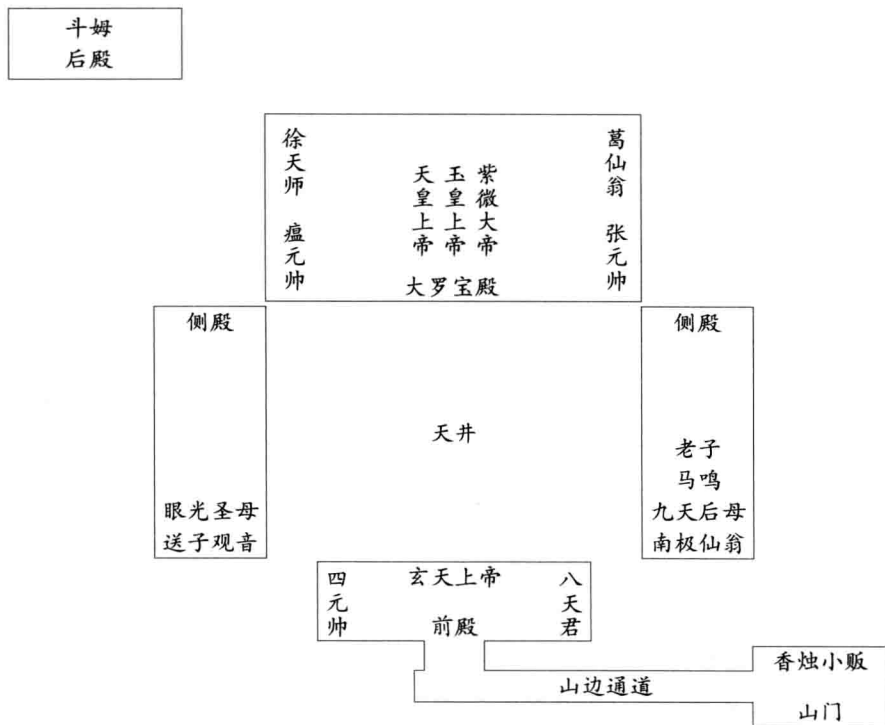 斗姆
后殿
徐天师
瘟元帅
天皇上帝
玉皇上帝
紫微大帝
葛仙翁
张元帅
大罗宝殿
侧殿
眼光圣母
送子观音
天井
侧殿
老子
马鸣
九天后母
南极仙翁
四元帅
玄天上帝
前殿
八天君
山边通道
香烛小贩
山门